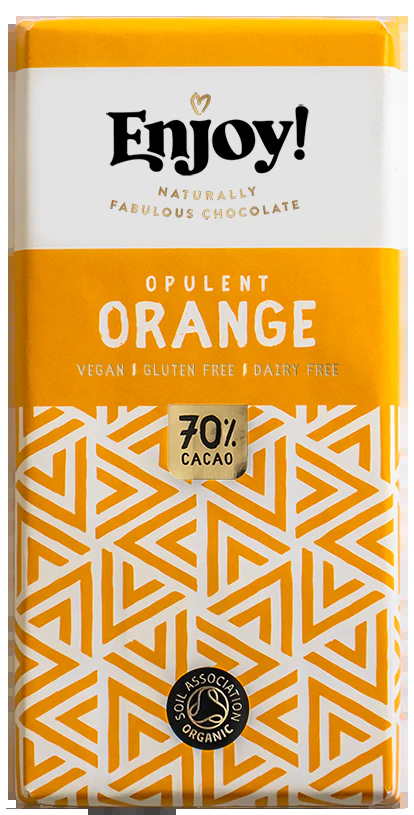 Enjoy!
NATURALLY
FABULOUS CHOCOLATE
OPULENT
ORANGE
VEGAN | GLUTEN FREE | DAIRY FREE
70%
CACAO
SOIL ASSOCIATION
ORGANIC